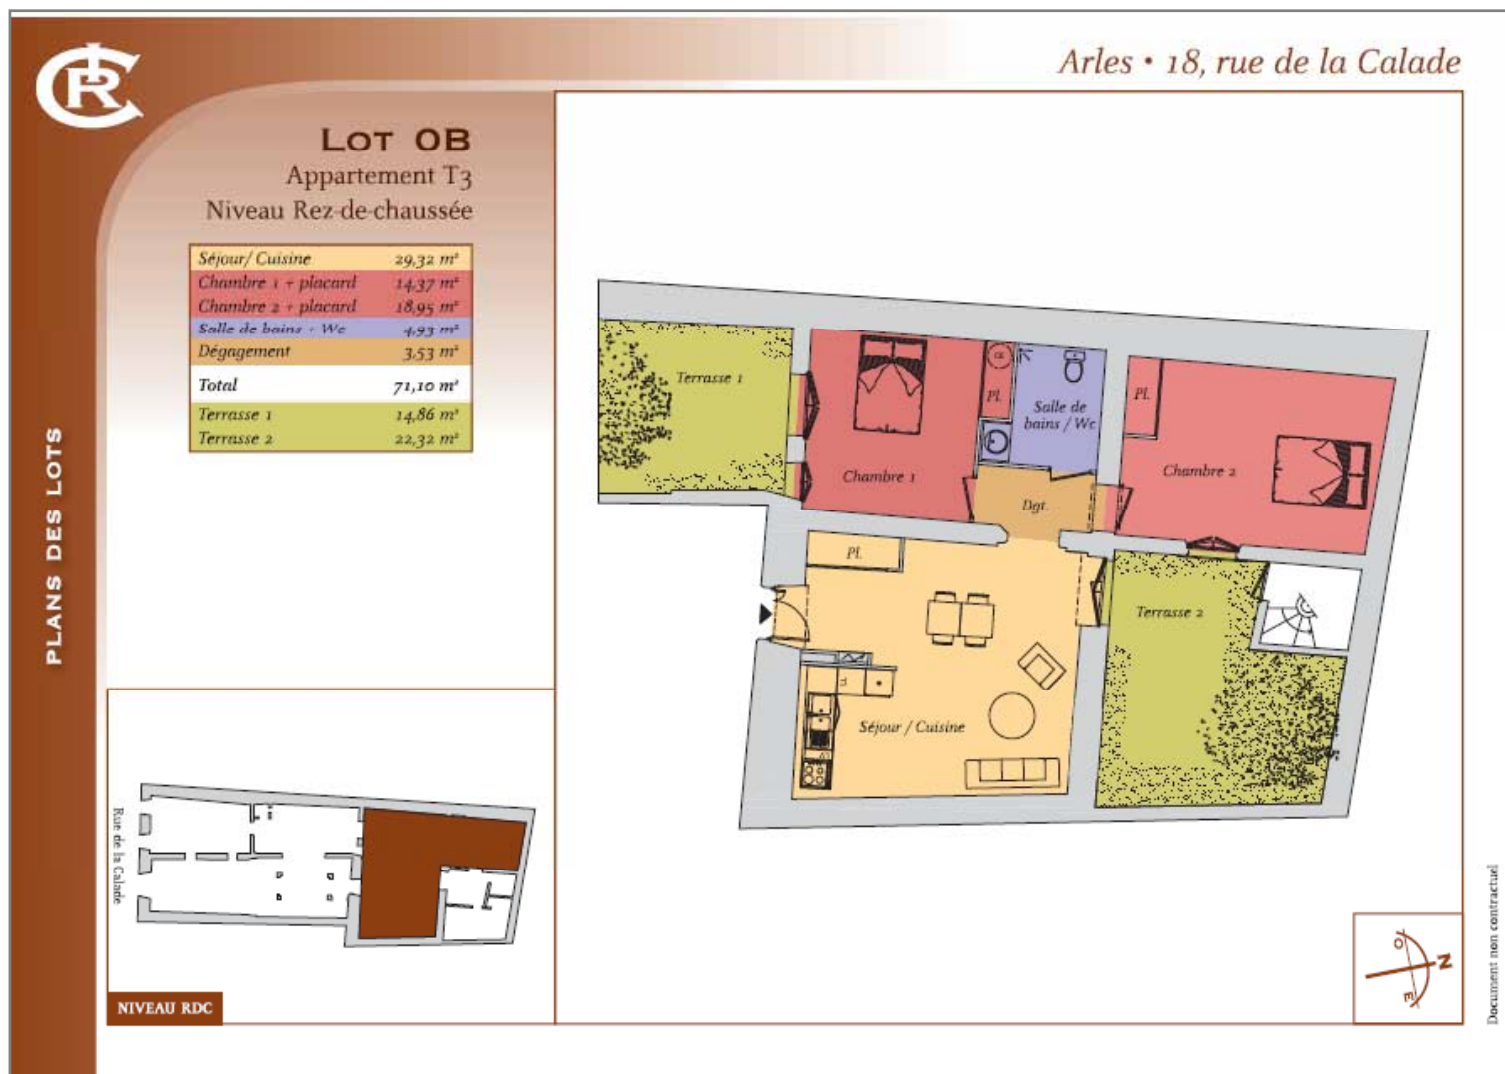 CR
Arles • 18, rue de la Calade
LOT 0B
Appartement T3
Niveau Rez-de-chaussée
Séjour/ Cuisine 29,32 m²
Chambre 1 + placard 14,37 m²
Chambre 2 + placard 18,95 m²
Salle de bains + Wc 4,93 m²
Dégagement 3,53 m²
Total 71,10 m²
Terrasse 1 14,86 m²
Terrasse 2 22,32 m²
PLANS DES LOTS
Terrasse 1
Chambre 1
Pl.
Salle de
bains / Wc
Pl.
Chambre 2
Dgt.
Pl.
Terrasse 2
Séjour / Cuisine
Rue de la Calade
NIVEAU RDC
O
N
E
Document non contractuel